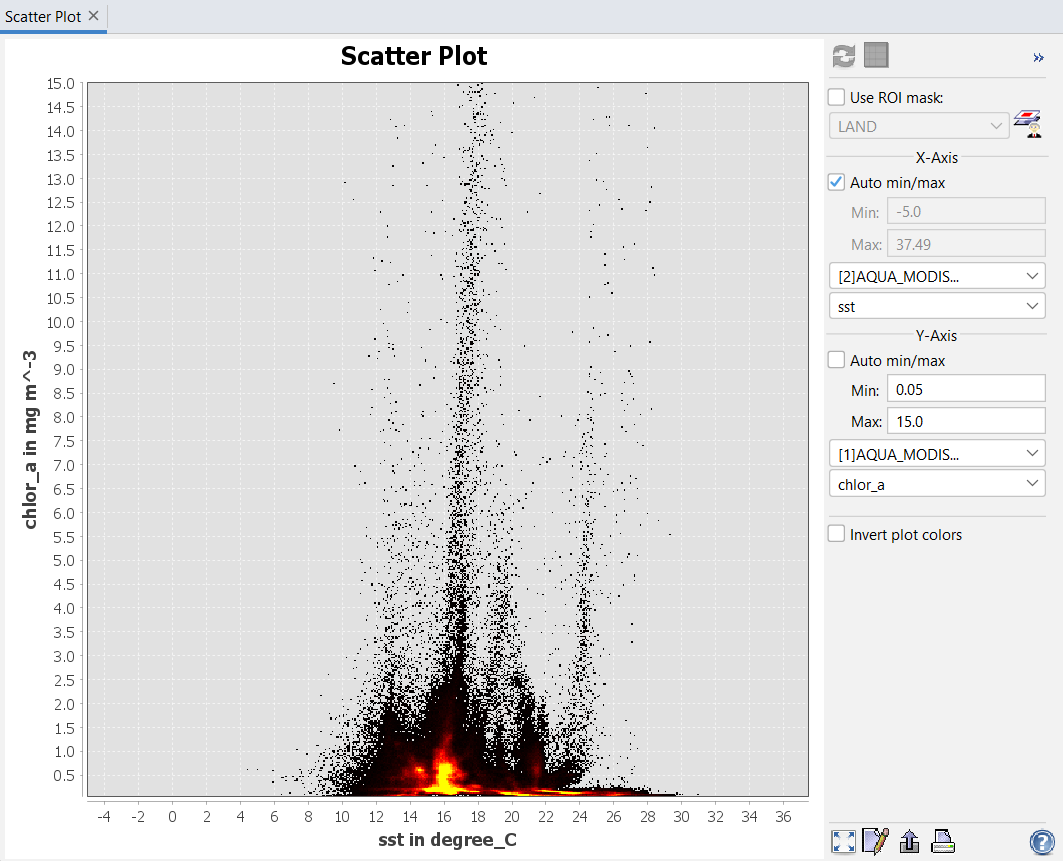 Scatter Plot
Scatter Plot
15.0
14.5
14.0
13.5
13.0
12.5
12.0
11.5
11.0
10.5
10.0
9.5
9.0
8.5
8.0
7.5
7.0
6.5
6.0
5.5
5.0
4.5
4.0
3.5
3.0
2.5
2.0
1.5
1.0
0.5
chlor_a in mg m^-3
-4 -2 0 2 4 6 8 10 12 14 16 18 20 22 24 26 28 30 32 34 36
sst in degree_C
»
Use ROI mask:
LAND
X-Axis
Auto min/max
Min: -5.0
Max: 37.49
[2]AQUA_MODIS...
sst
Y-Axis
Auto min/max
Min: 0.05
Max: 15.0
[1]AQUA_MODIS...
chlor_a
Invert plot colors
?